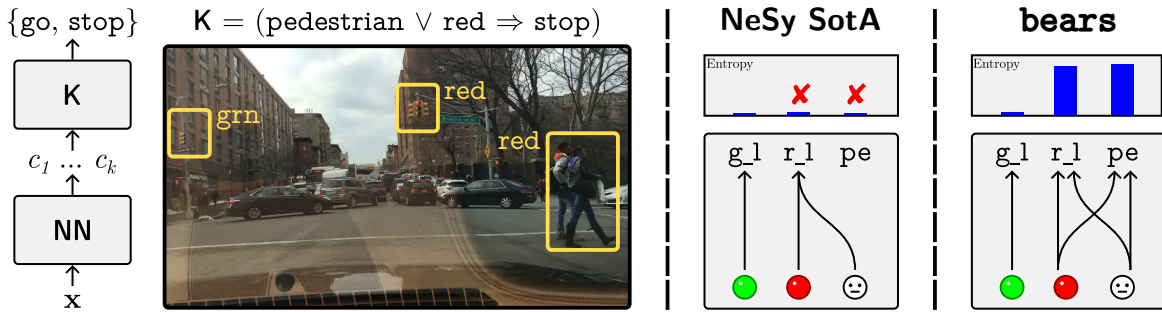 {go, stop}
K
c1 ... ck
NN
x
K = (pedestrian ∨ red ⇒ stop)
grn
red
red
NeSy SotA
Entropy
✘ ✘
g_l r_l pe
bears
Entropy
g_l r_l pe